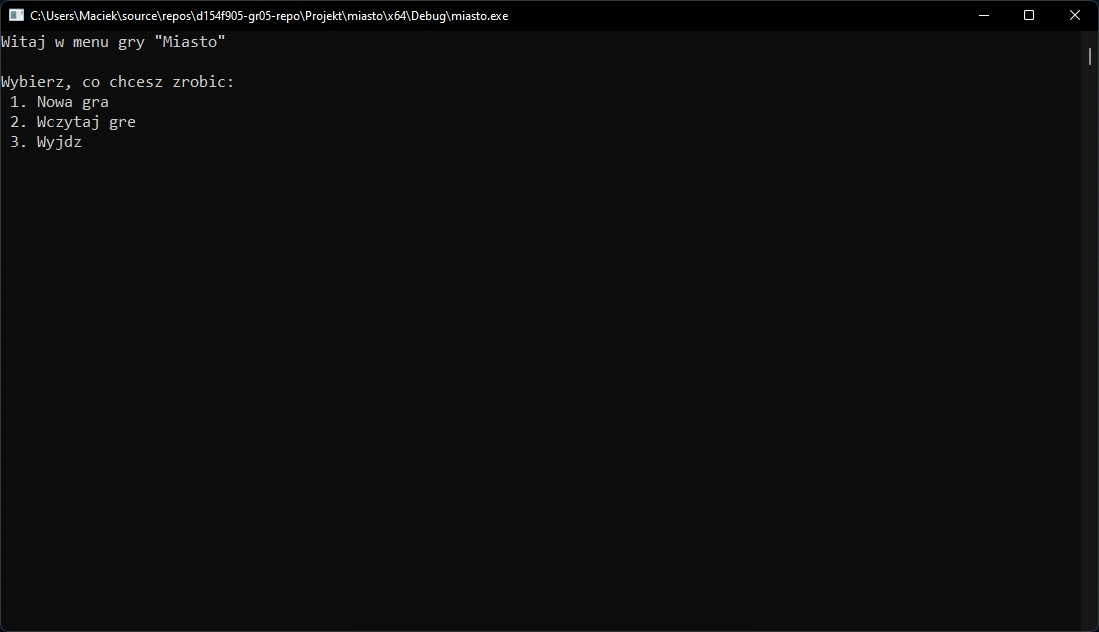 C:\Users\Maciek\source\repos\d154f905-gr05-repo\Projekt\miasto\x64\Debug\miasto.exe
Witaj w menu gry "Miasto"
Wybierz, co chcesz zrobic:
1. Nowa gra
2. Wczytaj gre
3. Wyjdz